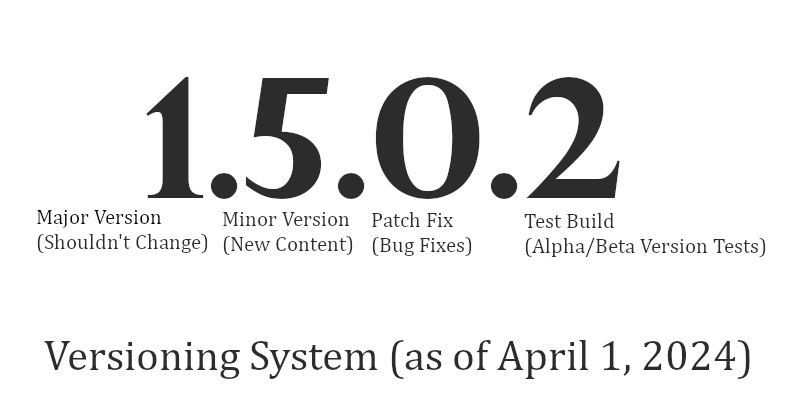 1.5.0.2
Major Version
(Shouldn't Change)
Minor Version
(New Content)
Patch Fix
(Bug Fixes)
Test Build
(Alpha/Beta Version Tests)
Versioning System (as of April 1, 2024)